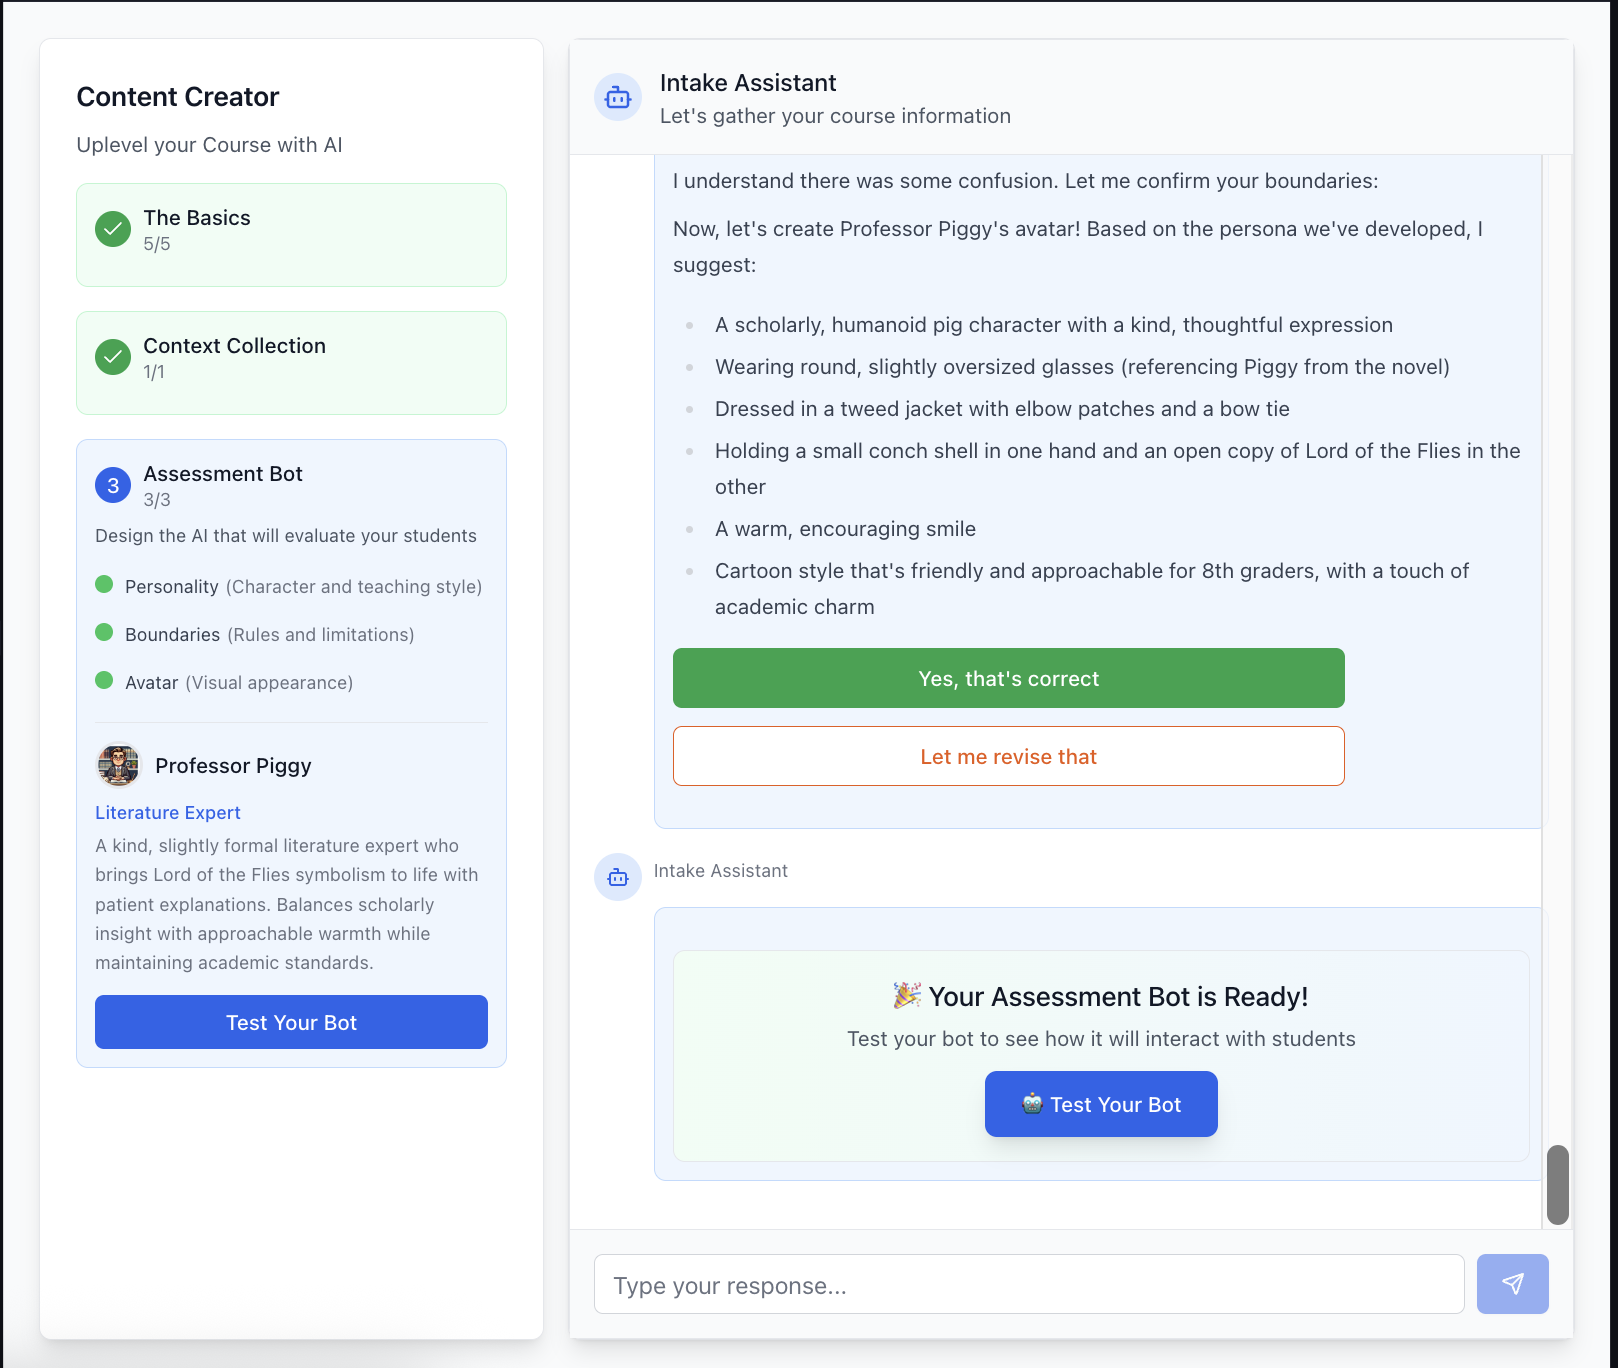 Content Creator
Uplevel your Course with AI
The Basics
5/5
Context Collection
1/1
3
Assessment Bot
3/3
Design the AI that will evaluate your students
Personality (Character and teaching style)
Boundaries (Rules and limitations)
Avatar (Visual appearance)
Professor Piggy
Literature Expert
A kind, slightly formal literature expert who
brings Lord of the Flies symbolism to life with
patient explanations. Balances scholarly
insight with approachable warmth while
maintaining academic standards.
Test Your Bot
Intake Assistant
Let's gather your course information
I understand there was some confusion. Let me confirm your boundaries:
Now, let's create Professor Piggy's avatar! Based on the persona we've developed, I
suggest:
• A scholarly, humanoid pig character with a kind, thoughtful expression
• Wearing round, slightly oversized glasses (referencing Piggy from the novel)
• Dressed in a tweed jacket with elbow patches and a bow tie
• Holding a small conch shell in one hand and an open copy of Lord of the Flies in the
other
• A warm, encouraging smile
• Cartoon style that's friendly and approachable for 8th graders, with a touch of
academic charm
Yes, that's correct
Let me revise that
Intake Assistant
🎉 Your Assessment Bot is Ready!
Test your bot to see how it will interact with students
🤖 Test Your Bot
Type your response...